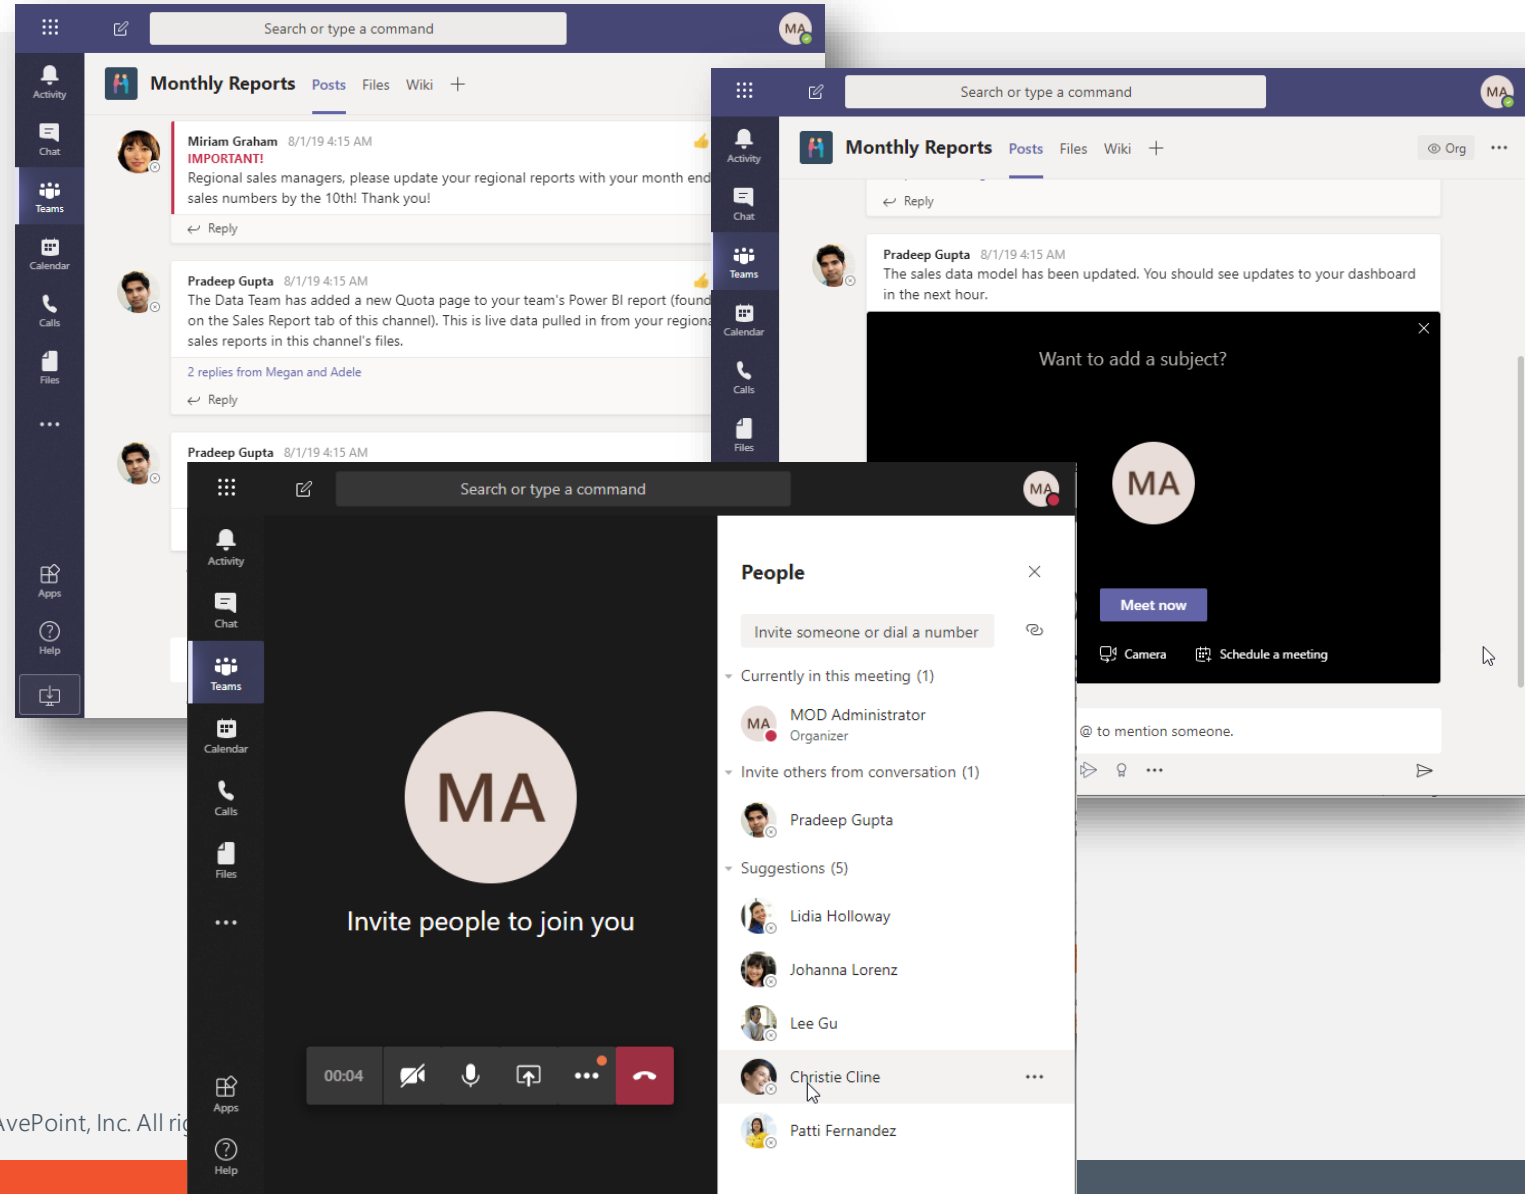 Search or type a command
MA
Activity
Chat
Teams
Calendar
Calls
Files
Apps
Help
Monthly Reports Posts Files Wiki
Miriam Graham 8/1/19 4:15 AM
IMPORTANT!
Regional sales managers, please update your regional reports with your month end
sales numbers by the 10th! Thank you!
Reply
Pradeep Gupta 8/1/19 4:15 AM
The Data Team has added a new Quota page to your team's Power BI report (found
on the Sales Report tab of this channel). This is live data pulled in from your regiona
sales reports in this channel's files.
2 replies from Megan and Adele
Reply
Pradeep Gupta 8/1/19 4:15 AM
Search or type a command
MA
Activity
Chat
Teams
Calendar
Calls
Files
Monthly Reports Posts Files Wiki
Org
Reply
Pradeep Gupta 8/1/19 4:15 AM
The sales data model has been updated. You should see updates to your dashboard
in the next hour.
Want to add a subject?
MA
Meet now
Camera Schedule a meeting
@ to mention someone.
Search or type a command
MA
Activity
Chat
Teams
Calendar
Calls
Files
Apps
Help
MA
Invite people to join you
00:04
People
Invite someone or dial a number
Currently in this meeting (1)
MA MOD Administrator
Organizer
Invite others from conversation (1)
Pradeep Gupta
Suggestions (5)
Lidia Holloway
Johanna Lorenz
Lee Gu
Christie Cline
Patti Fernandez
AvePoint, Inc. All rig